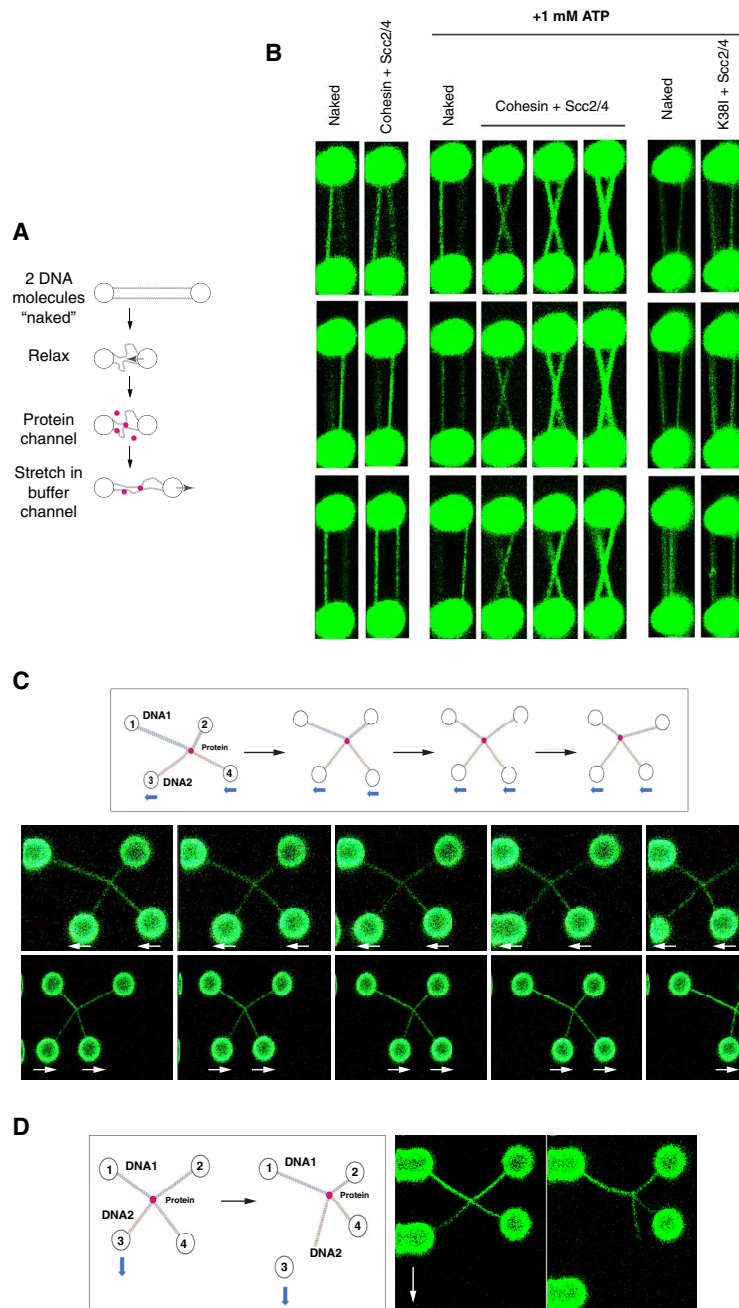 +1 mM ATP
B
Naked
Cohesin + Scc2/4
Naked
Cohesin + Scc2/4
Naked
K38I + Scc2/4
A
2 DNA
molecules
“naked”
Relax
Protein
channel
Stretch in
buffer
channel
C
1
DNA1
2
Protein
3
DNA2
4
D
1
DNA1
2
Protein
DNA2
3
4
1
DNA1
2
Protein
4
DNA2
3